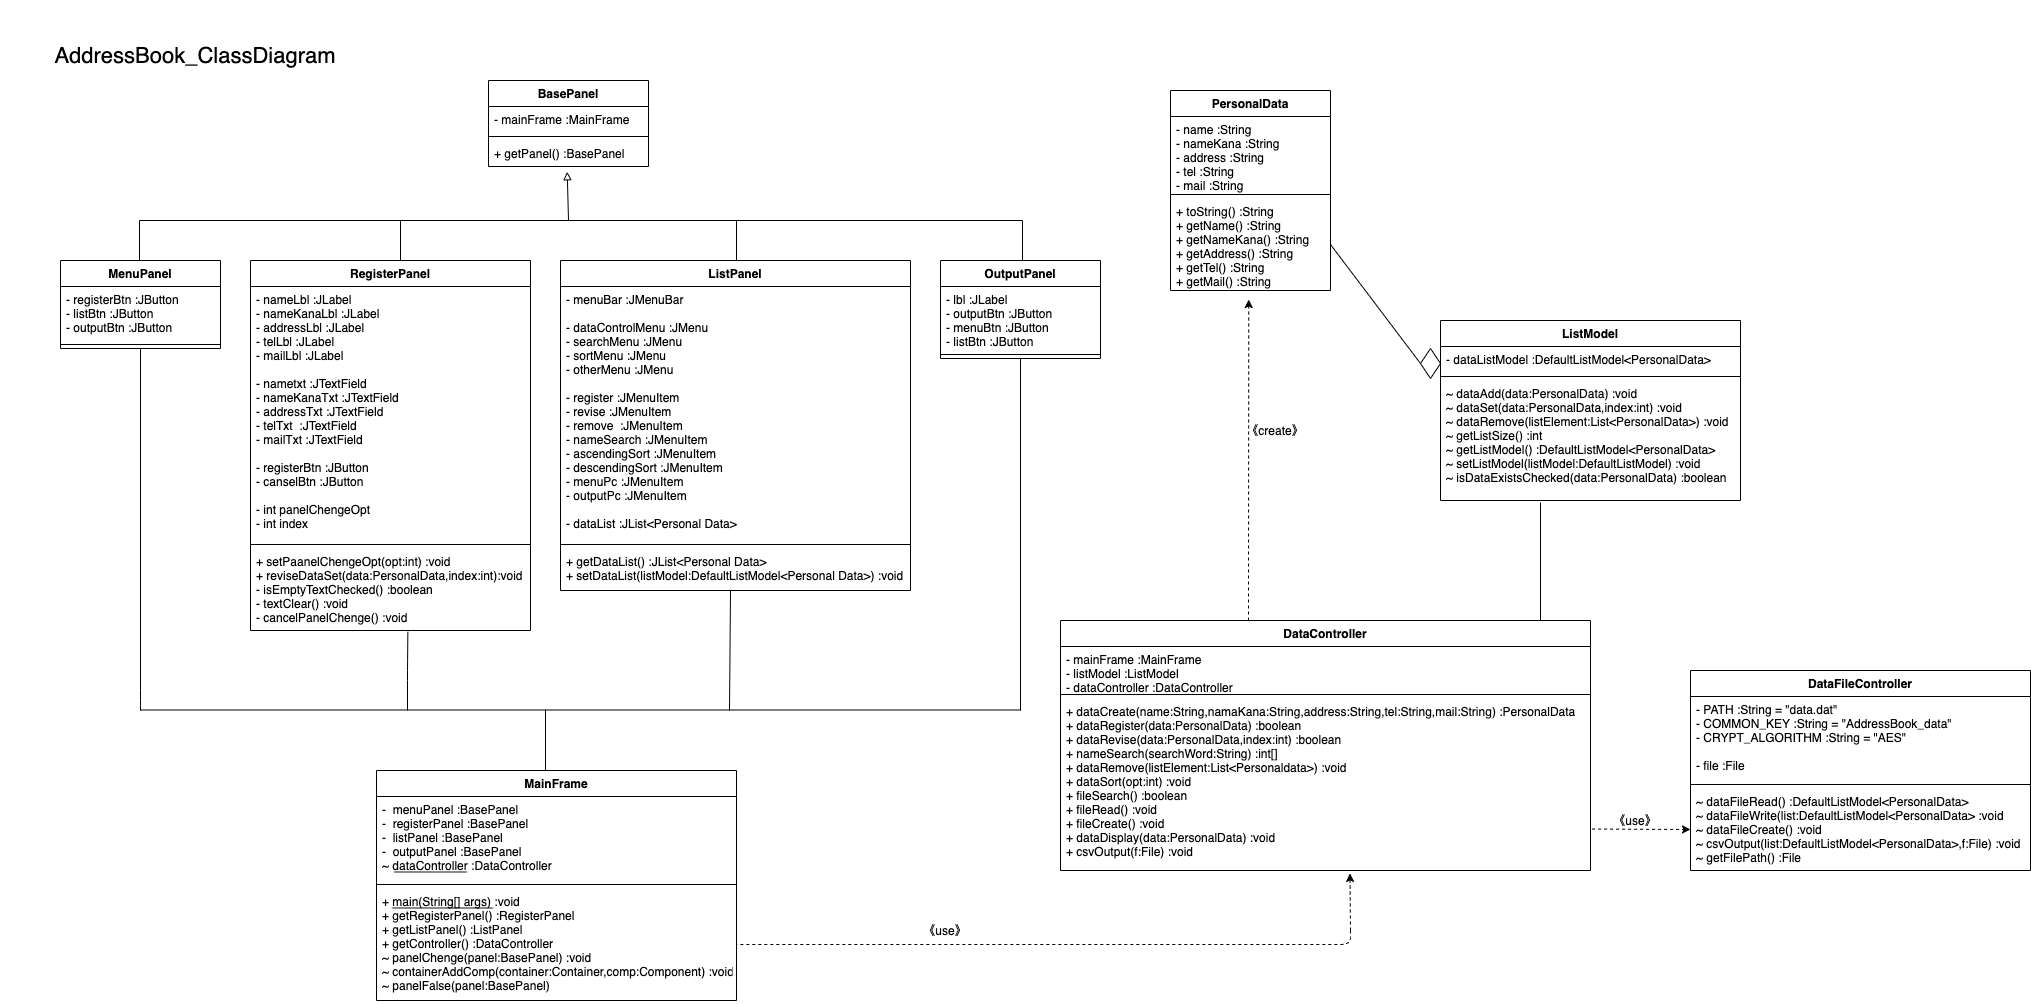 AddressBook_ClassDiagram
BasePanel
- mainFrame :MainFrame
+ getPanel() :BasePanel
PersonalData
- name :String
- nameKana :String
- address :String
- tel :String
- mail :String
+ toString() :String
+ getName() :String
+ getNameKana() :String
+ getAddress() :String
+ getTel() :String
+ getMail() :String
MenuPanel
- registerBtn :JButton
- listBtn :JButton
- outputBtn :JButton
RegisterPanel
- nameLbl :JLabel
- nameKanaLbl :JLabel
- addressLbl :JLabel
- telLbl :JLabel
- mailLbl :JLabel
- nametxt :JTextField
- nameKanaTxt :JTextField
- addressTxt :JTextField
- telTxt  :JTextField
- mailTxt :JTextField
- registerBtn :JButton
- canselBtn :JButton
- int panelChengeOpt
- int index
+ setPaanelChengeOpt(opt:int) :void
+ reviseDataSet(data:PersonalData,index:int):void
- isEmptyTextChecked() :boolean
- textClear() :void
- cancelPanelChenge() :void
ListPanel
- menuBar :JMenuBar
- dataControlMenu :JMenu
- searchMenu :JMenu
- sortMenu :JMenu
- otherMenu :JMenu
- register :JMenuItem
- revise :JMenuItem
- remove  :JMenuItem
- nameSearch :JMenuItem
- ascendingSort :JMenuItem
- descendingSort :JMenuItem
- menuPc :JMenuItem
- outputPc :JMenuItem
- dataList :JList<Personal Data>
+ getDataList() :JList<Personal Data>
+ setDataList(listModel:DefaultListModel<Personal Data>) :void
OutputPanel
- lbl :JLabel
- outputBtn :JButton
- menuBtn :JButton
- listBtn :JButton
ListModel
- dataListModel :DefaultListModel<PersonalData>
~ dataAdd(data:PersonalData) :void
~ dataSet(data:PersonalData,index:int) :void
~ dataRemove(listElement:List<PersonalData>) :void
~ getListSize() :int
~ getListModel() :DefaultListModel<PersonalData>
~ setListModel(listModel:DefaultListModel) :void
~ isDataExistsChecked(data:PersonalData) :boolean
《create》
DataController
- mainFrame :MainFrame
- listModel :ListModel
- dataController :DataController
+ dataCreate(name:String,namaKana:String,address:String,tel:String,mail:String) :PersonalData
+ dataRegister(data:PersonalData) :boolean
+ dataRevise(data:PersonalData,index:int) :boolean
+ nameSearch(searchWord:String) :int[]
+ dataRemove(listElement:List<Personaldata>) :void
+ dataSort(opt:int) :void
+ fileSearch() :boolean
+ fileRead() :void
+ fileCreate() :void
+ dataDisplay(data:PersonalData) :void
+ csvOutput(f:File) :void
《use》
DataFileController
- PATH :String = "data.dat"
- COMMON_KEY :String = "AddressBook_data"
- CRYPT_ALGORITHM :String = "AES"
- file :File
~ dataFileRead() :DefaultListModel<PersonalData>
~ dataFileWrite(list:DefaultListModel<PersonalData> :void
~ dataFileCreate() :void
~ csvOutput(list:DefaultListModel<PersonalData>,f:File) :void
~ getFilePath() :File
MainFrame
- menuPanel :BasePanel
- registerPanel :BasePanel
- listPanel :BasePanel
- outputPanel :BasePanel
~ dataController :DataController
+ main(String[] args) :void
+ getRegisterPanel() :RegisterPanel
+ getListPanel() :ListPanel
+ getController() :DataController
~ panelChenge(panel:BasePanel) :void
~ containerAddComp(container:Container,comp:Component) :void
~ panelFalse(panel:BasePanel)
《use》